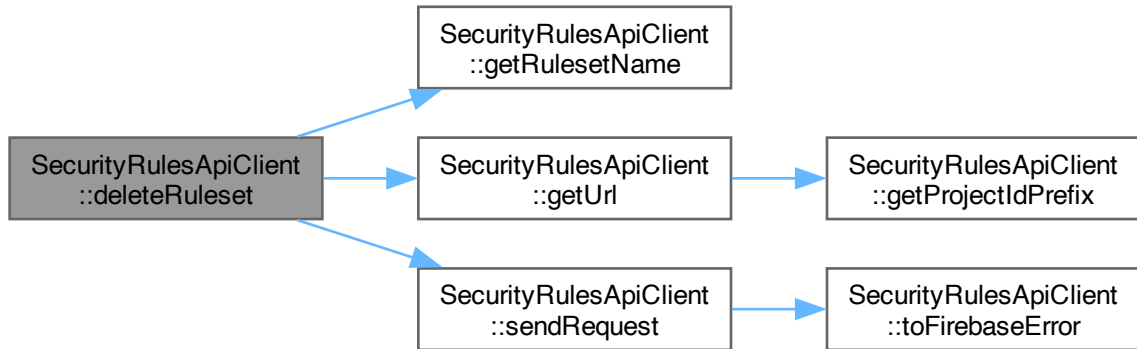 SecurityRulesApiClient
::getRulesetName
SecurityRulesApiClient
::deleteRuleset
SecurityRulesApiClient
::getUrl
SecurityRulesApiClient
::getProjectIdPrefix
SecurityRulesApiClient
::sendRequest
SecurityRulesApiClient
::toFirebaseError